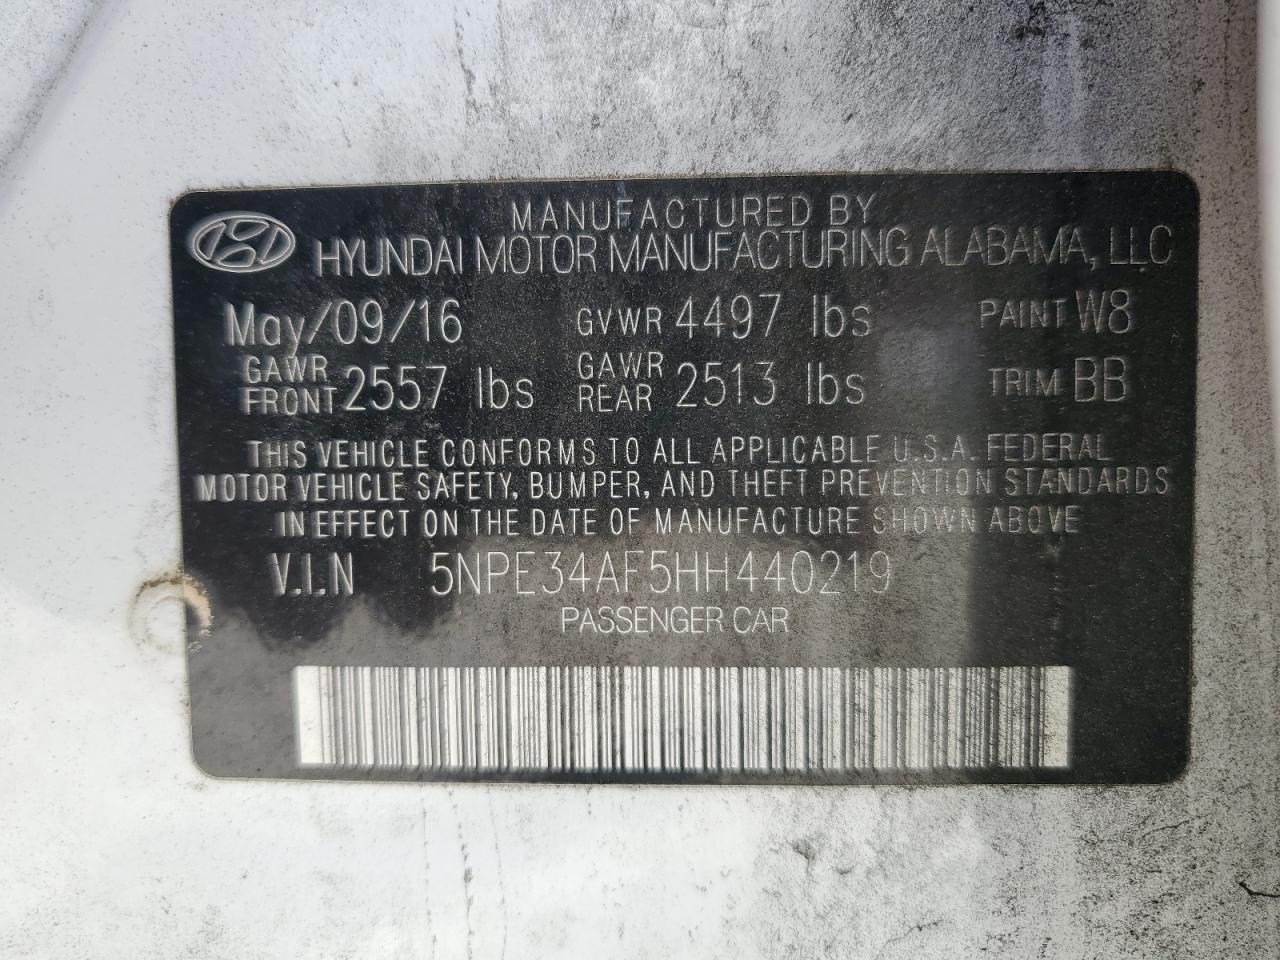 MANUFACTURED BY
HYUNDAI MOTOR MANUFACTURING ALABAMA, LLC
May/09/16 GVWR 4497 lbs PAINT W8
GAWR FRONT 2557 lbs GAWR REAR 2513 lbs TRIM BB
THIS VEHICLE CONFORMS TO ALL APPLICABLE U.S.A. FEDERAL
MOTOR VEHICLE SAFETY, BUMPER, AND THEFT PREVENTION STANDARDS
IN EFFECT ON THE DATE OF MANUFACTURE SHOWN ABOVE
V.I.N 5NPE34AF5HH440219
PASSENGER CAR